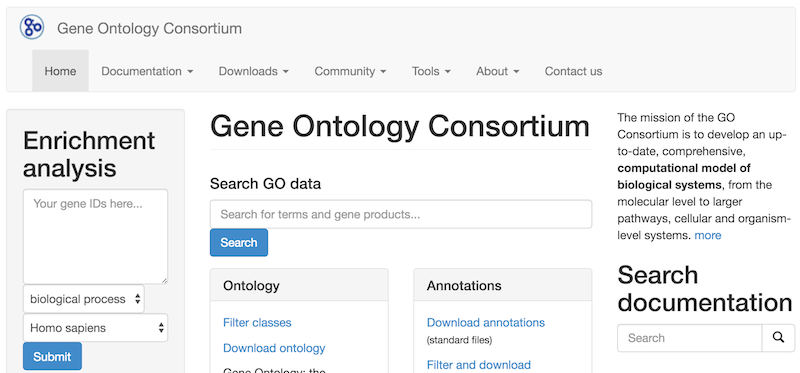 Gene Ontology Consortium
Home
Documentation
Downloads
Community
Tools
About
Contact us
Enrichment
analysis
Your gene IDs here...
biological process
Homo sapiens
Submit
Gene Ontology Consortium
Search GO data
Search for terms and gene products...
Search
Ontology
Filter classes
Download ontology
Gene Ontology: the
Annotations
Download annotations
(standard files)
Filter and download
The mission of the GO
Consortium is to develop an up-
to-date, comprehensive,
computational model of
biological systems, from the
molecular level to larger
pathways, cellular and organism-
level systems. more
Search
documentation
Search